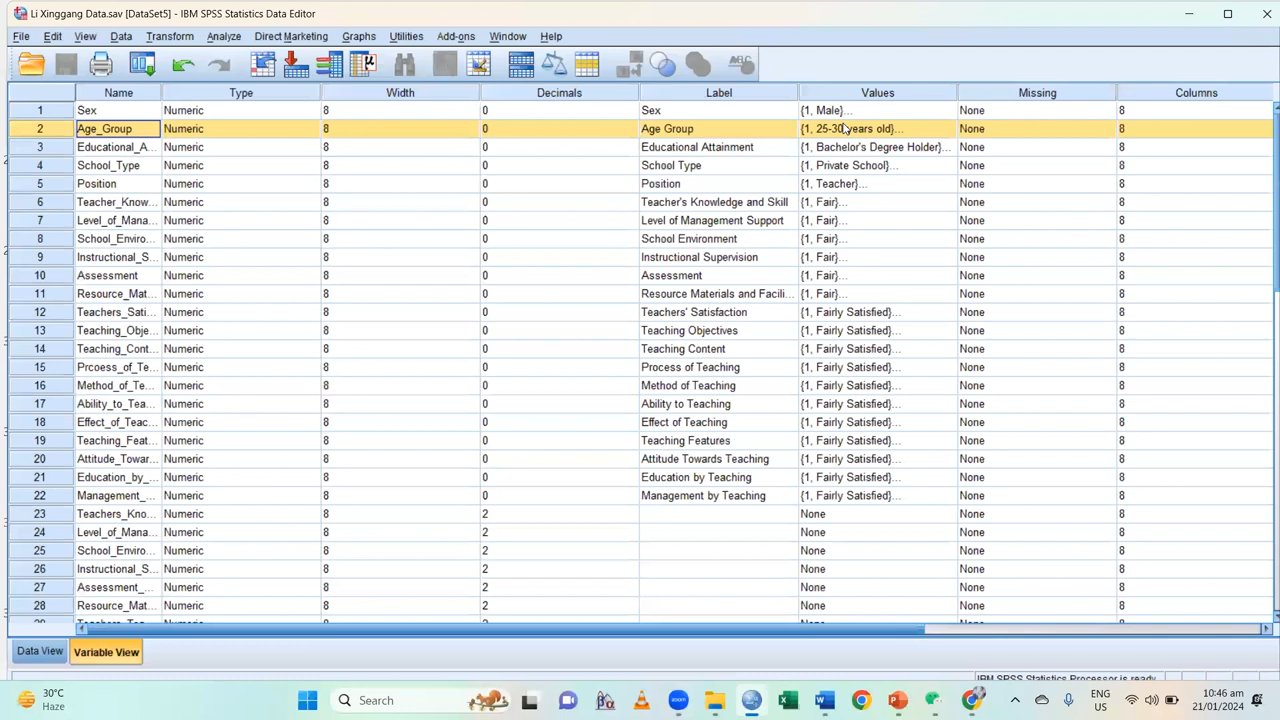 Li Xinggang Data.sav [DataSet5] - IBM SPSS Statistics Data Editor
File Edit View Data Transform Analyze Direct Marketing Graphs Utilities Add-ons Window Help
Name Type Width Decimals Label Values Missing Columns
1 Sex Numeric 8 0 Sex {1, Male}... None 8
2 Age_Group Numeric 8 0 Age Group {1, 25-30 years old}... None 8
3 Educational_A... Numeric 8 0 Educational Attainment {1, Bachelor's Degree Holder}... None 8
4 School_Type Numeric 8 0 School Type {1, Private School}... None 8
5 Position Numeric 8 0 Position {1, Teacher}... None 8
6 Teacher_Know... Numeric 8 0 Teacher's Knowledge and Skill {1, Fair}... None 8
7 Level_of_Mana... Numeric 8 0 Level of Management Support {1, Fair}... None 8
8 School_Enviro... Numeric 8 0 School Environment {1, Fair}... None 8
9 Instructional_S... Numeric 8 0 Instructional Supervision {1, Fair}... None 8
10 Assessment Numeric 8 0 Assessment {1, Fair}... None 8
11 Resource_Mat... Numeric 8 0 Resource Materials and Facili... {1, Fair}... None 8
12 Teachers_Sati... Numeric 8 0 Teachers' Satisfaction {1, Fairly Satisfied}... None 8
13 Teaching_Obje... Numeric 8 0 Teaching Objectives {1, Fairly Satisfied}... None 8
14 Teaching_Cont... Numeric 8 0 Teaching Content {1, Fairly Satisfied}... None 8
15 Prcoess_of_Te... Numeric 8 0 Process of Teaching {1, Fairly Satisfied}... None 8
16 Method_of_Te... Numeric 8 0 Method of Teaching {1, Fairly Satisfied}... None 8
17 Ability_to_Tea... Numeric 8 0 Ability to Teaching {1, Fairly Satisfied}... None 8
18 Effect_of_Teac... Numeric 8 0 Effect of Teaching {1, Fairly Satisfied}... None 8
19 Teaching_Feat... Numeric 8 0 Teaching Features {1, Fairly Satisfied}... None 8
20 Attitude_Towar... Numeric 8 0 Attitude Towards Teaching {1, Fairly Satisfied}... None 8
21 Education_by_... Numeric 8 0 Education by Teaching {1, Fairly Satisfied}... None 8
22 Management_... Numeric 8 0 Management by Teaching {1, Fairly Satisfied}... None 8
23 Teachers_Kno... Numeric 8 2 None None 8
24 Level_of_Mana... Numeric 8 2 None None 8
25 School_Enviro... Numeric 8 2 None None 8
26 Instructional_S... Numeric 8 2 None None 8
27 Assessment_... Numeric 8 2 None None 8
28 Resource_Mat... Numeric 8 2 None None 8
Data View Variable View
IBM SPSS Statistics Processor is ready
30°C
Haze
Search
ENG
US
10:46 am
21/01/2024